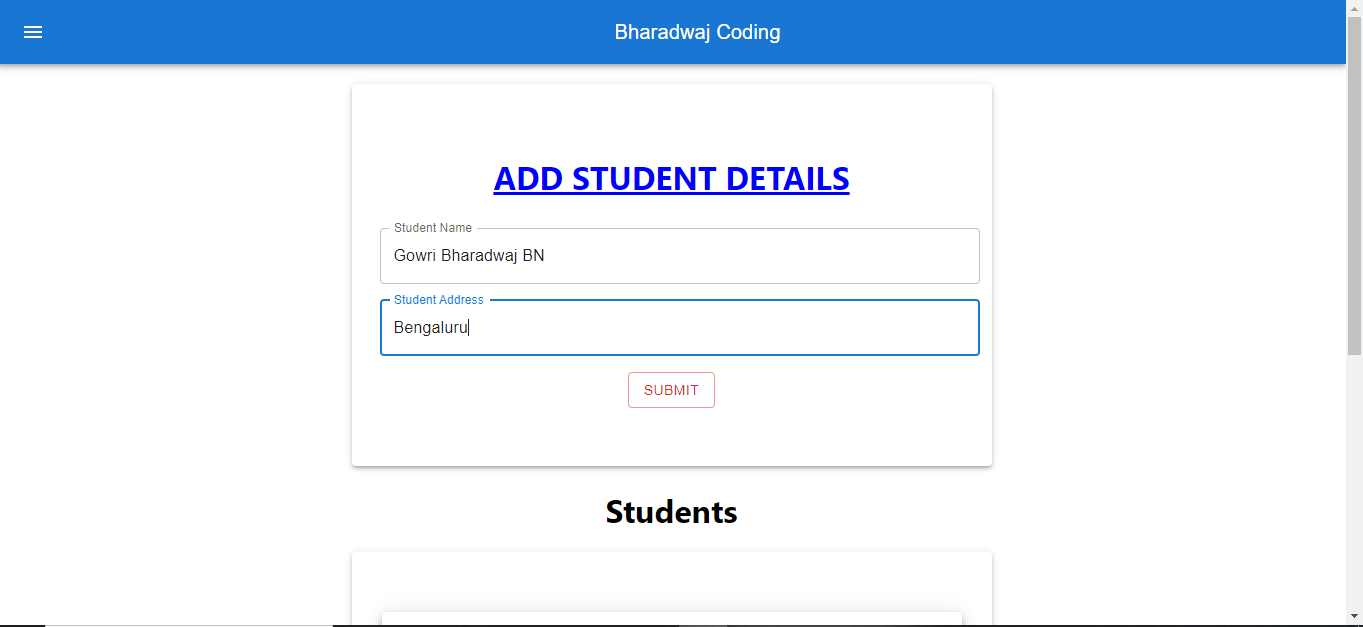 Bharadwaj Coding
ADD STUDENT DETAILS
Student Name
Gowri Bharadwaj BN
Student Address
Bengaluru
SUBMIT
Students